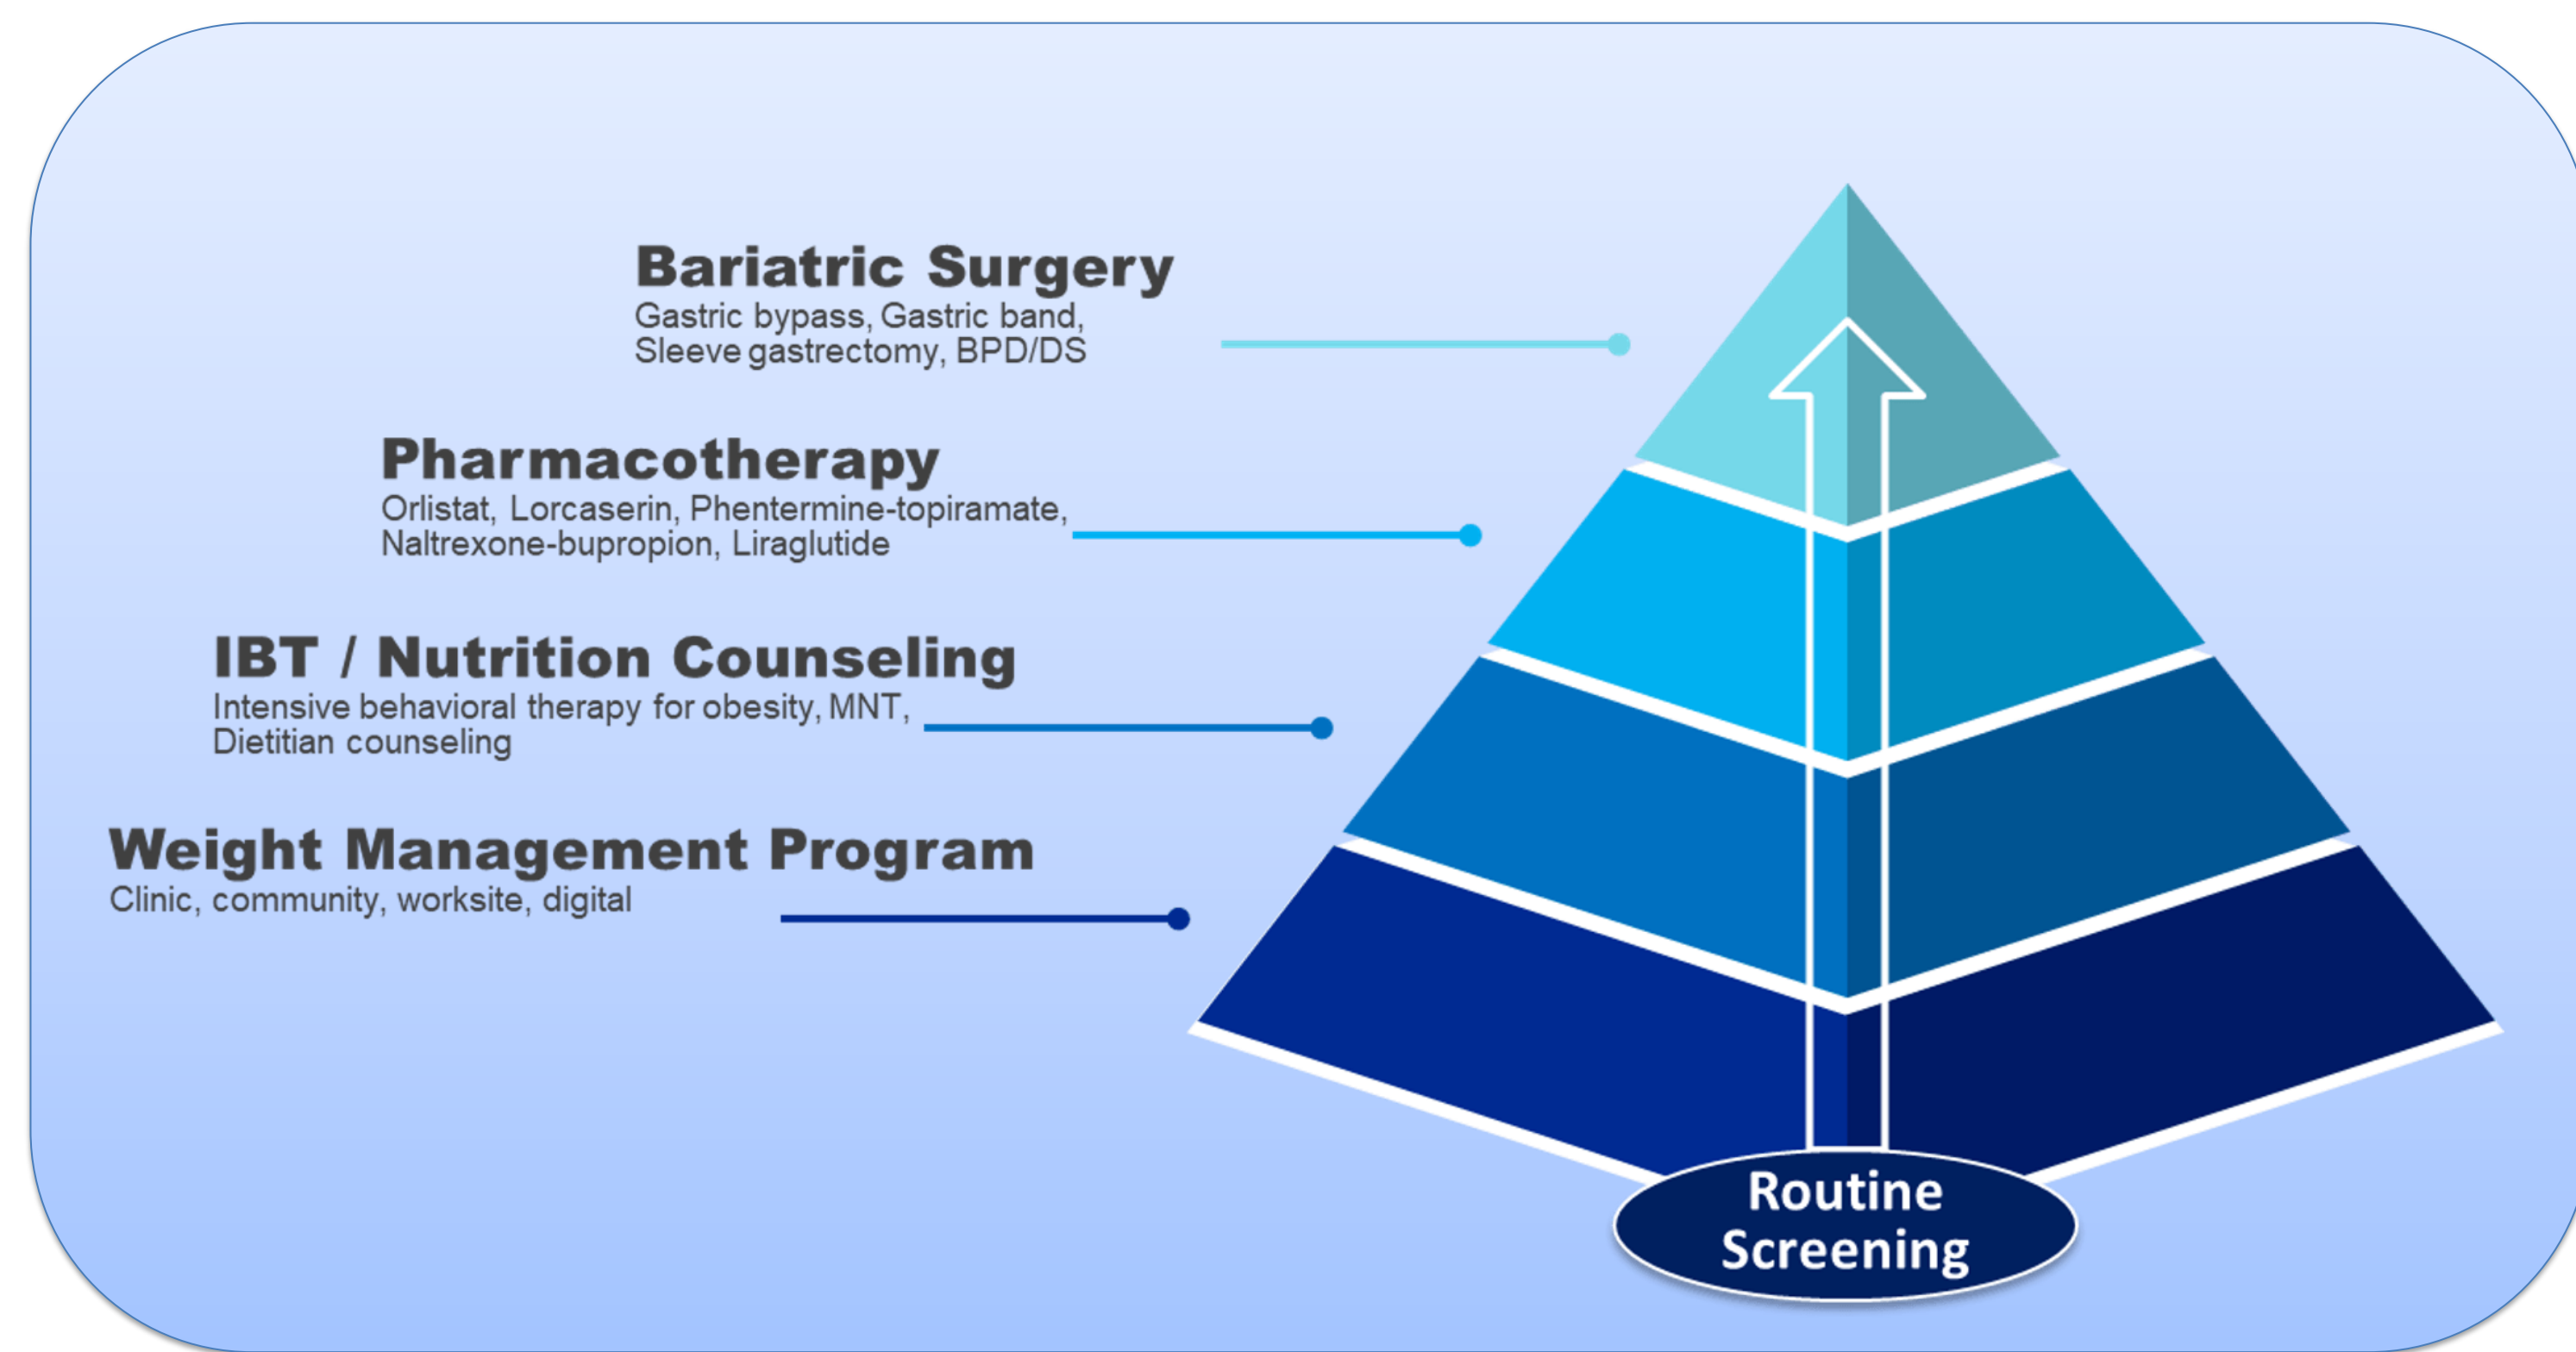 Bariatric Surgery
Gastric bypass, Gastric band,
Sleeve gastrectomy, BPD/DS
Pharmacotherapy
Orlistat, Lorcaserin, Phentermine-topiramate,
Naltrexone-bupropion, Liraglutide
IBT / Nutrition Counseling
Intensive behavioral therapy for obesity, MNT,
Dietitian counseling
Weight Management Program
Clinic, community, worksite, digital
Routine
Screening